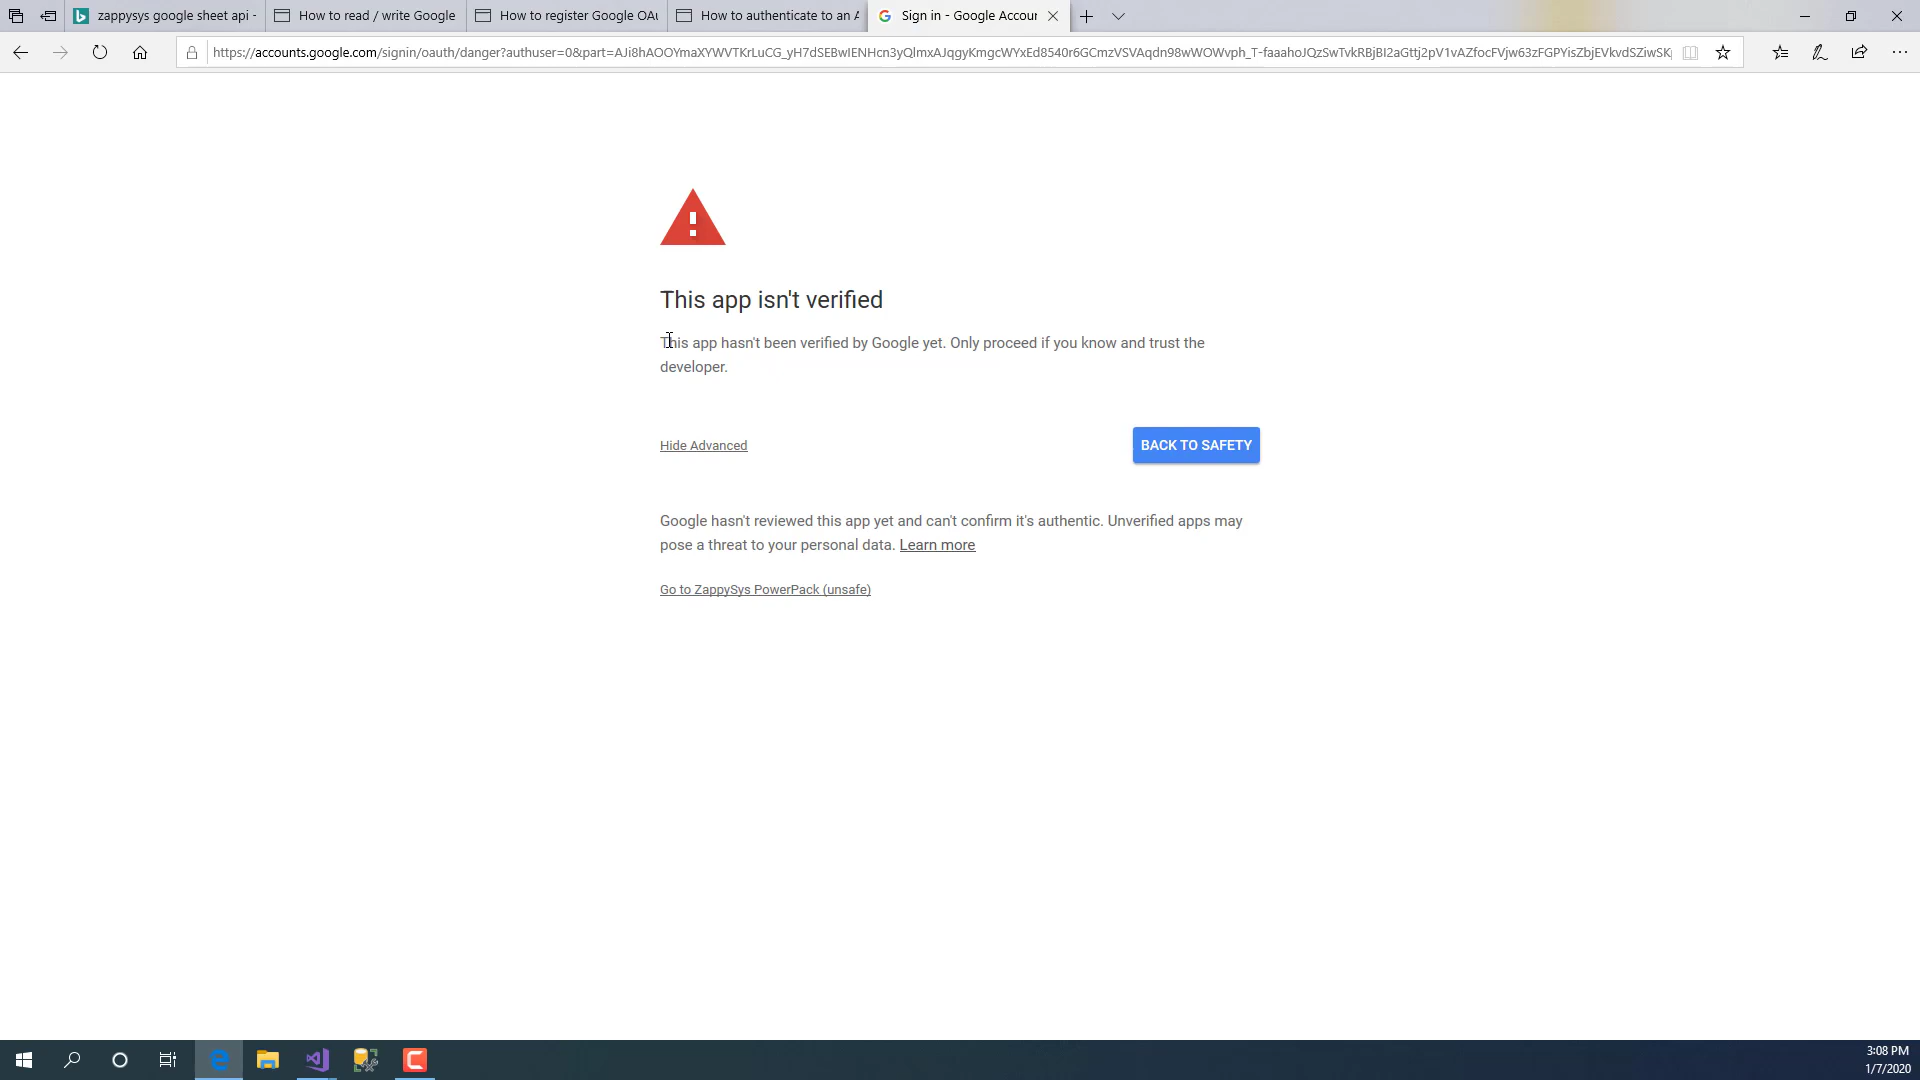 zappysys google sheet api -
How to read / write Google
How to register Google OAu
How to authenticate to an A
Sign in - Google Accour
https://accounts.google.com/signin/oauth/danger?authuser=0&part=AJi8hAOOYmaXYWVTKrLuCG_yH7dSEBwIENHcn3yQlmxAJqgyKmgcWYxEd8540r6GCmzVSVAqdn98wWOWvph_T-faaahoJQzSwTvkRBjBI2aGttj2pV1vAZfocFVjw63zFGPYisZbjEVkvdSZiwSK
This app isn't verified
This app hasn't been verified by Google yet. Only proceed if you know and trust the
developer.
Hide Advanced
BACK TO SAFETY
Google hasn't reviewed this app yet and can't confirm it's authentic. Unverified apps may
pose a threat to your personal data. Learn more
Go to ZappySys PowerPack (unsafe)
3:08 PM
1/7/2020